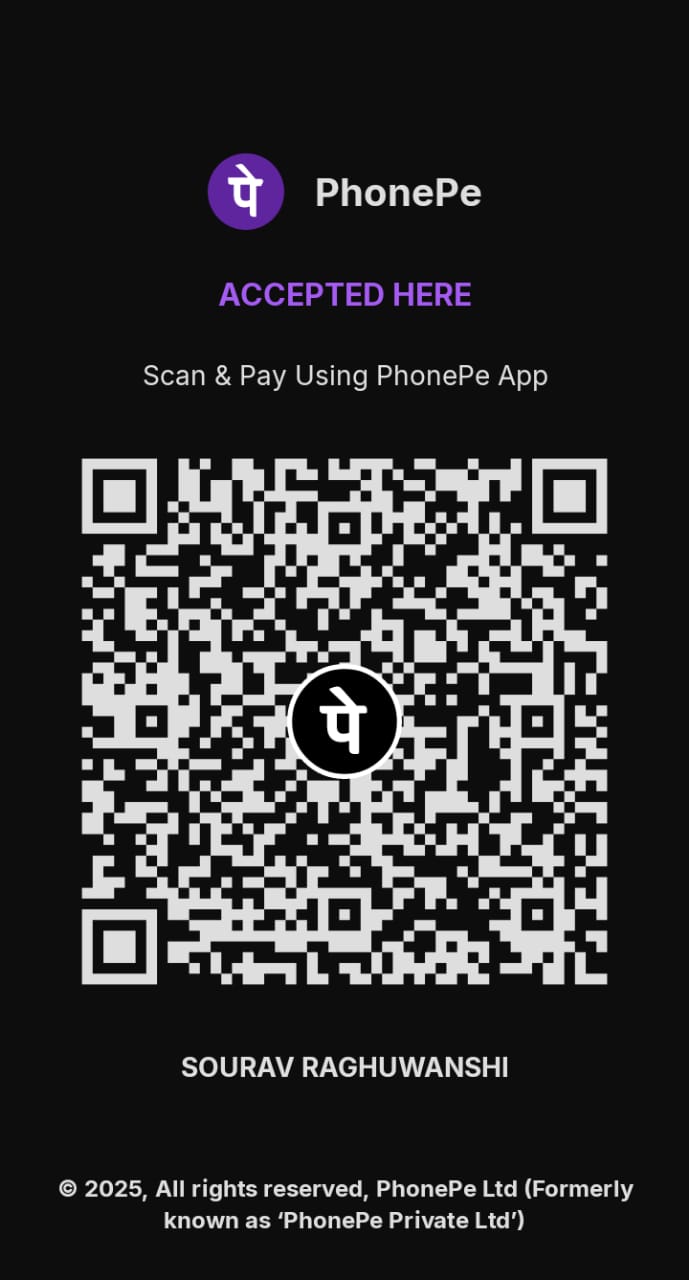 पे PhonePe
ACCEPTED HERE
Scan & Pay Using PhonePe App
पे
SOURAV RAGHUWANSHI
© 2025, All rights reserved, PhonePe Ltd (Formerly
known as ‘PhonePe Private Ltd’)